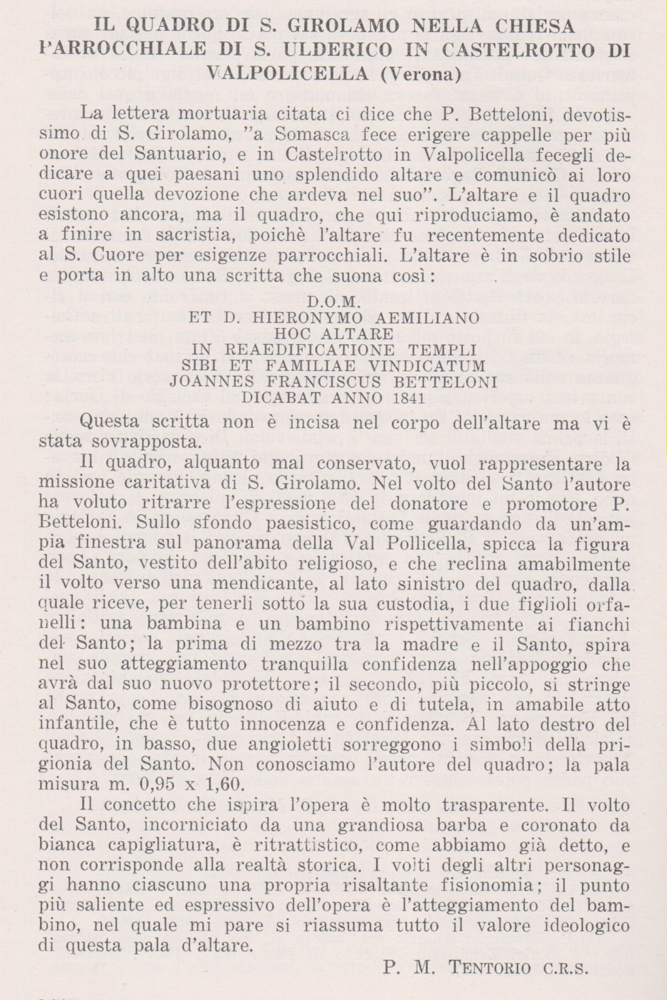 IL QUADRO DI S. GIROLAMO NELLA CHIESA
PARROCCHIALE DI S. ULDERICO IN CASTELROTTO DI
VALPOLICELLA (Verona)
La lettera mortuaria citata ci dice che P. Betteloni, devotis-
simo di S. Girolamo, ”a Somasca fece erigere cappelle per più
onore del Santuario, e in Castelrotto in Valpolicella fecegli de-
dicare a quei paesani uno splendido altare e comunicò ai loro
cuori quella devozione che ardeva nel suo”. L’altare e il quadro
esistono ancora, ma il quadro, che qui riproduciamo, è andato
a finire in sacristia, poichè l’altare fu recentemente dedicato
al S. Cuore per esigenze parrocchiali. L’altare è in sobrio stile
e porta in alto una scritta che suona così:
D.O.M.
ET D. HIERONYMO AEMILIANO
HOC ALTARE
IN REAEDIFICATIONE TEMPLI
SIBI ET FAMILIAE VINDICATUM
JOANNES FRANCISCUS BETTELONI
DICABAT ANNO 1841
Questa scritta non è incisa nel corpo dell’altare ma vi è
stata sovrapposta.
Il quadro, alquanto mal conservato, vuol rappresentare la
missione caritativa di S. Girolamo. Nel volto del Santo l’autore
ha voluto ritrarre l’espressione del donatore e promotore P.
Betteloni. Sullo sfondo paesistico, come guardando da un’am-
pia finestra sul panorama della Val Pollicella, spicca la figura
del Santo, vestito dell’abito religioso, e che reclina amabilmente
il volto verso una mendicante, al lato sinistro del quadro, dalla
quale riceve, per tenerli sotto la sua custodia, i due figlioli orfa-
nelli: una bambina e un bambino rispettivamente ai fianchi
del Santo; la prima di mezzo tra la madre e il Santo, spira
nel suo atteggiamento tranquilla confidenza nell’appoggio che
avrà dal suo nuovo protettore; il secondo, più piccolo, si stringe
al Santo, come bisognoso di aiuto e di tutela, in amabile atto
infantile, che è tutto innocenza e confidenza. Al lato destro del
quadro, in basso, due angioletti sorreggono i simboli della pri-
gionia del Santo. Non conosciamo l’autore del quadro; la pala
misura m. 0,95 x 1,60.
Il concetto che ispira l’opera è molto trasparente. Il volto
del Santo, incorniciato da una grandiosa barba e coronato da
bianca capigliatura, è ritrattistico, come abbiamo già detto, e
non corrisponde alla realtà storica. I volti degli altri personag-
gi hanno ciascuno una propria risaltante fisionomia; il punto
più saliente ed espressivo dell’opera è l’atteggiamento del bam-
bino, nel quale mi pare si riassuma tutto il valore ideologico
di questa pala d’altare.
P. M. TENTORIO C.R.S.